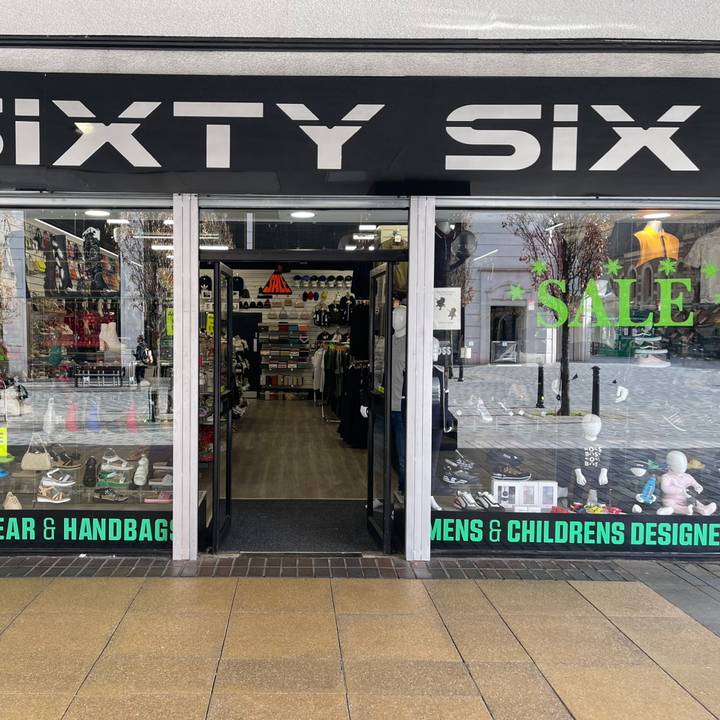 SiXTY SiX
SALE
EAR & HANDBAGS
MENS & CHILDRENS DESIGNE